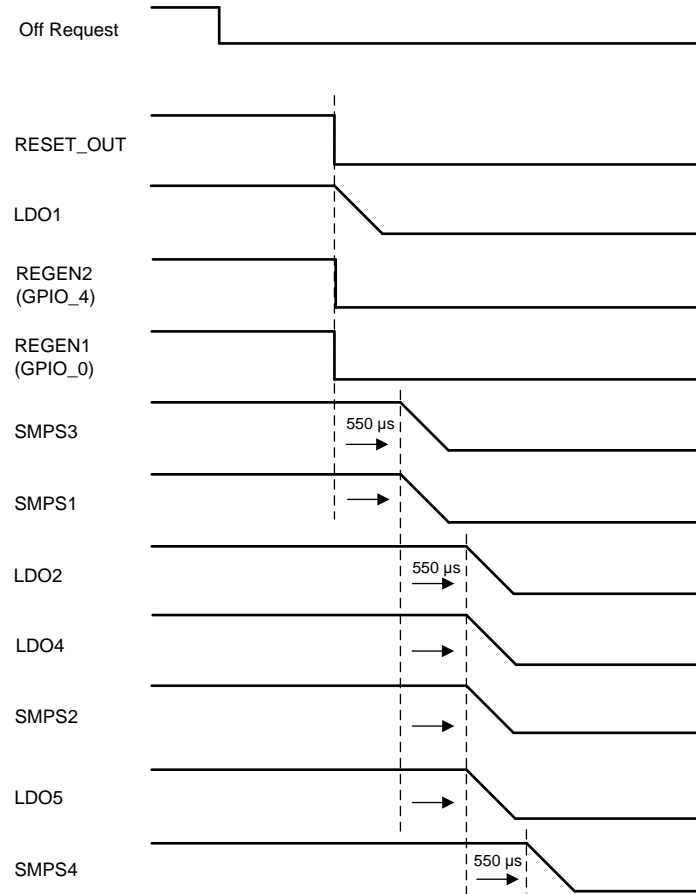 Off Request
RESET_OUT
LDO1
REGEN2
(GPIO_4)
REGEN1
(GPIO_0)
SMPS3
550 µs
SMPS1
LDO2
550 µs
LDO4
SMPS2
LDO5
SMPS4
550 µs